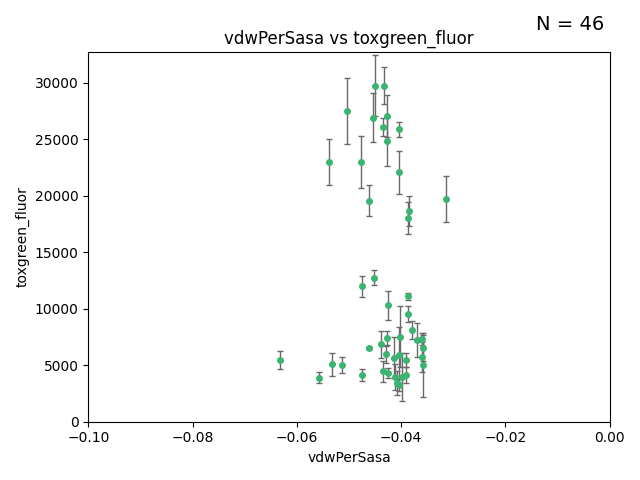 N = 46
vdwPerSasa vs toxgreen_fluor
30000
25000
20000
15000
10000
5000
0
toxgreen_fluor
−0.10 −0.08 −0.06 −0.04 −0.02 0.00
vdwPerSasa